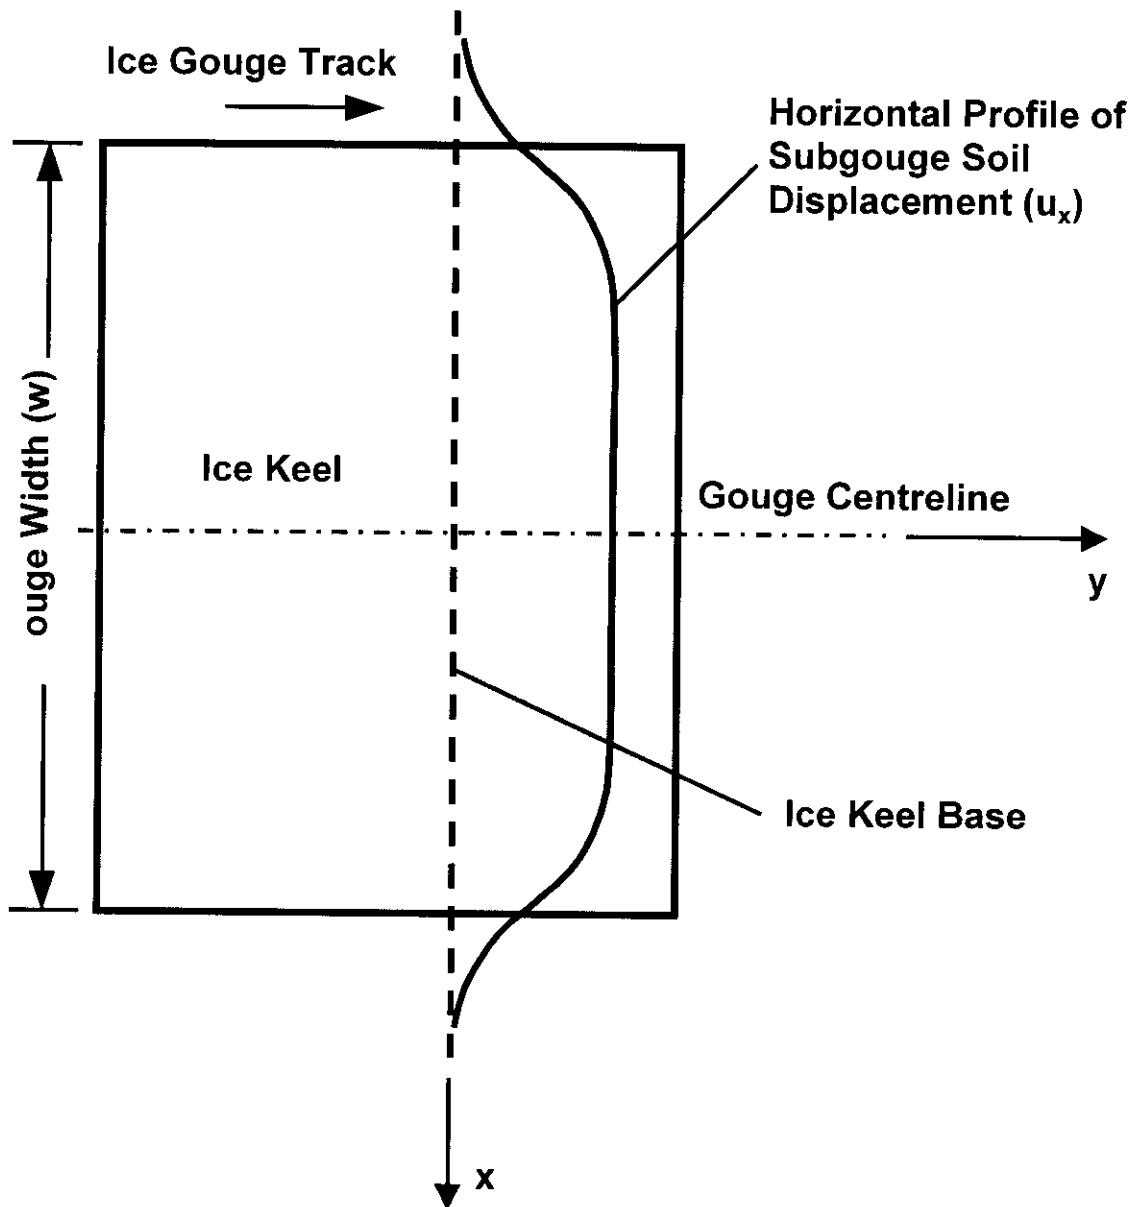 Ice Gouge Track
Horizontal Profile of
Subgouge Soil
Displacement (uₓ)
ouge Width (w)
Ice Keel
Gouge Centreline
y
Ice Keel Base
x